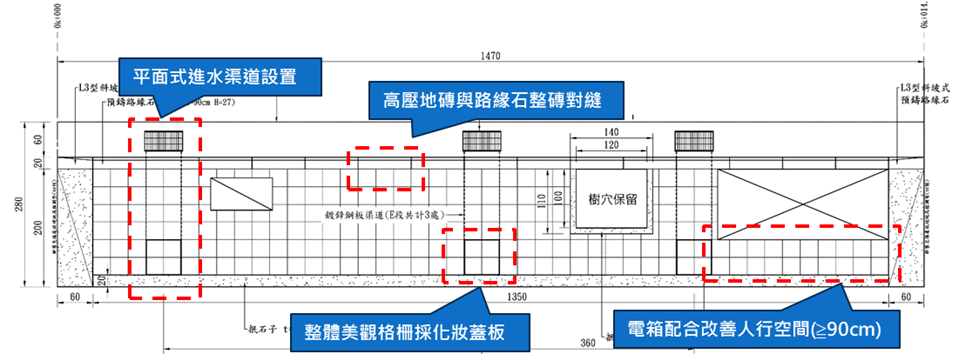 0k+000
0k+014.
1470
平面式進水渠道設置
高壓地磚與路緣石整磚對縫
L3型斜坡
預鑄路緣石
90cm H=27)
L3型斜坡式
預鑄路緣石
60
20
280
200
140
120
110
100
樹穴保留
鍍鋅鋼板渠道(E段共計3處)
20
60
1350
60
抿石子
整體美觀格柵採化妝蓋板
電箱配合改善人行空間(≧90cm)
360